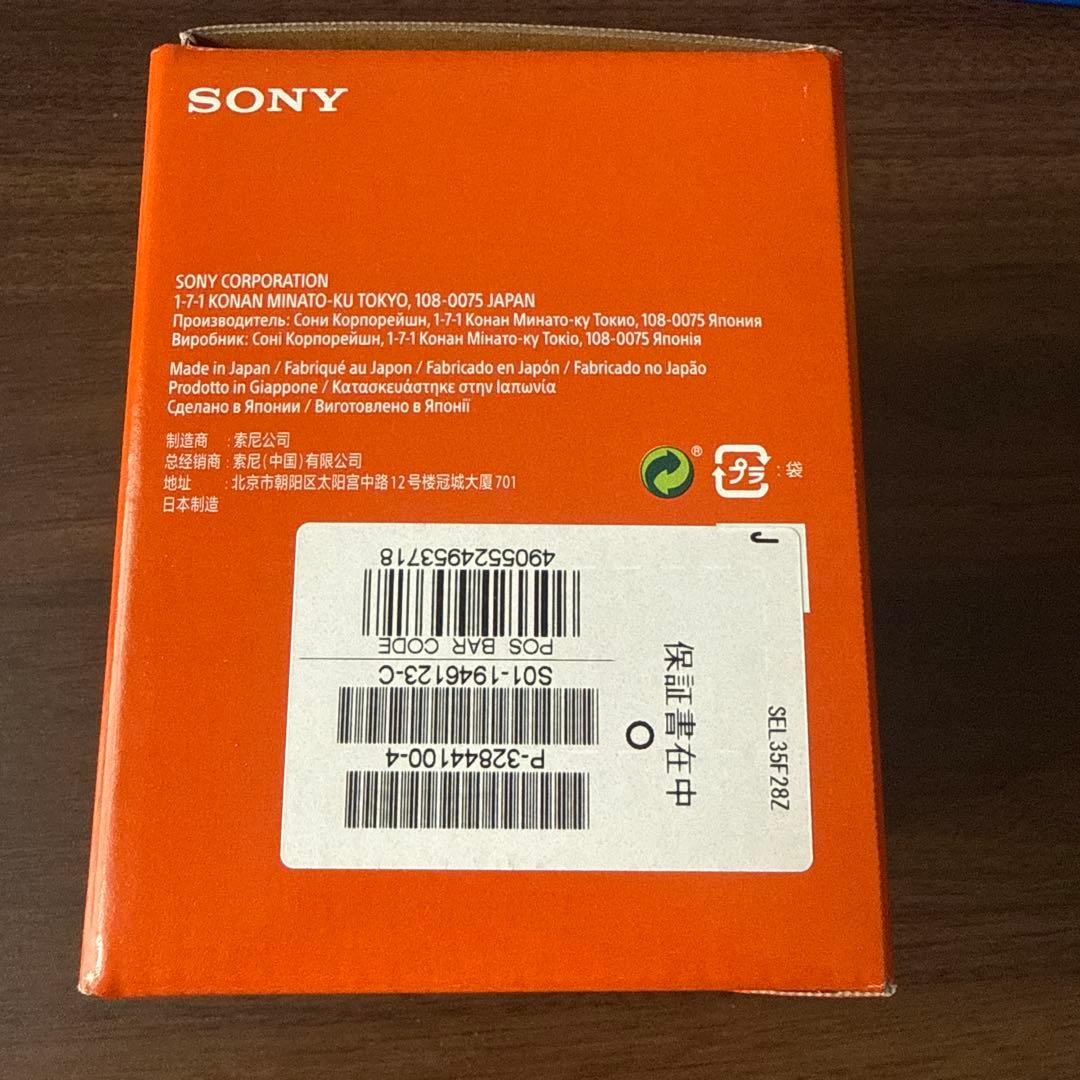 SONY
SONY CORPORATION
1-7-1 KONAN MINATO-KU TOKYO, 108-0075 JAPAN
Производитель: Сони Корпорейшн, 1-7-1 Конан Минато-ку Токио, 108-0075 Япония
Виробник: Соні Корпорейшн, 1-7-1 Конан Мінато-ку Токіо, 108-0075 Японія
Made in Japan / Fabriqué au Japon / Fabricado en Japón / Fabricado no Japão
Prodotto in Giappone / Κατασκευάστηκε στην Ιαπωνία
Сделано в Японии / Виготовлено в Японії
制造商 : 索尼公司
总经销商 : 索尼(中国)有限公司
地址 : 北京市朝阳区太阳宫中路12号楼冠城大厦701
日本制造
®
プラ : 袋
J
SEL35F28Z
保証書在中
○
P-32844100-4
S01-1946123-C
POS BAR CODE
4905524953718